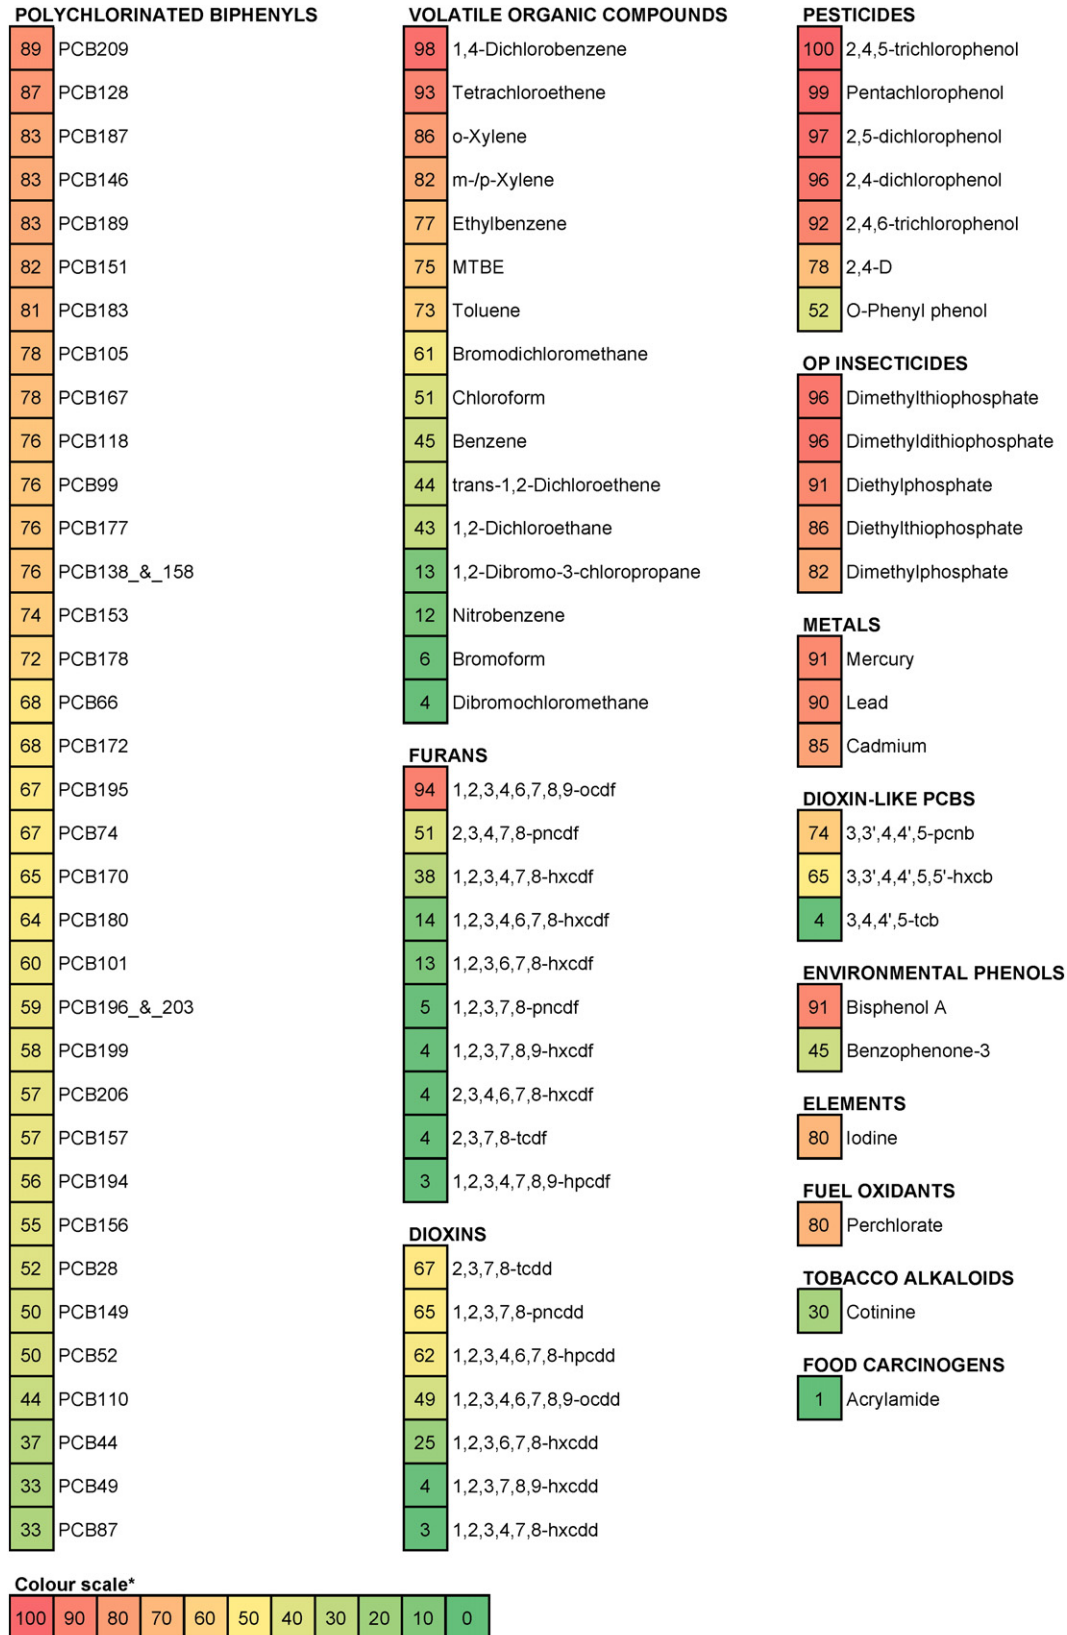 POLYCHLORINATED BIPHENYLS
89 PCB209
87 PCB128
83 PCB187
83 PCB146
83 PCB189
82 PCB151
81 PCB183
78 PCB105
78 PCB167
76 PCB118
76 PCB99
76 PCB177
76 PCB138_&_158
74 PCB153
72 PCB178
68 PCB66
68 PCB172
67 PCB195
67 PCB74
65 PCB170
64 PCB180
60 PCB101
59 PCB196_&_203
58 PCB199
57 PCB206
57 PCB157
56 PCB194
55 PCB156
52 PCB28
50 PCB149
50 PCB52
44 PCB110
37 PCB44
33 PCB49
33 PCB87
VOLATILE ORGANIC COMPOUNDS
98 1,4-Dichlorobenzene
93 Tetrachloroethene
86 o-Xylene
82 m-/p-Xylene
77 Ethylbenzene
75 MTBE
73 Toluene
61 Bromodichloromethane
51 Chloroform
45 Benzene
44 trans-1,2-Dichloroethene
43 1,2-Dichloroethane
13 1,2-Dibromo-3-chloropropane
12 Nitrobenzene
6 Bromoform
4 Dibromochloromethane
FURANS
94 1,2,3,4,6,7,8,9-ocdf
51 2,3,4,7,8-pncdf
38 1,2,3,4,7,8-hxcdf
14 1,2,3,4,6,7,8-hxcdf
13 1,2,3,6,7,8-hxcdf
5 1,2,3,7,8-pncdf
4 1,2,3,7,8,9-hxcdf
4 2,3,4,6,7,8-hxcdf
4 2,3,7,8-tcdf
3 1,2,3,4,7,8,9-hpcdf
DIOXINS
67 2,3,7,8-tcdd
65 1,2,3,7,8-pncdd
62 1,2,3,4,6,7,8-hpcdd
49 1,2,3,4,6,7,8,9-ocdd
25 1,2,3,6,7,8-hxcdd
4 1,2,3,7,8,9-hxcdd
3 1,2,3,4,7,8-hxcdd
PESTICIDES
100 2,4,5-trichlorophenol
99 Pentachlorophenol
97 2,5-dichlorophenol
96 2,4-dichlorophenol
92 2,4,6-trichlorophenol
78 2,4-D
52 O-Phenyl phenol
OP INSECTICIDES
96 Dimethylthiophosphate
96 Dimethyldithiophosphate
91 Diethylphosphate
86 Diethylthiophosphate
82 Dimethylphosphate
METALS
91 Mercury
90 Lead
85 Cadmium
DIOXIN-LIKE PCBS
74 3,3',4,4',5-pcnb
65 3,3',4,4',5,5'-hxcb
4 3,4,4',5-tcb
ENVIRONMENTAL PHENOLS
91 Bisphenol A
45 Benzophenone-3
ELEMENTS
80 Iodine
FUEL OXIDANTS
80 Perchlorate
TOBACCO ALKALOIDS
30 Cotinine
FOOD CARCINOGENS
1 Acrylamide
Colour scale*
100 90 80 70 60 50 40 30 20 10 0